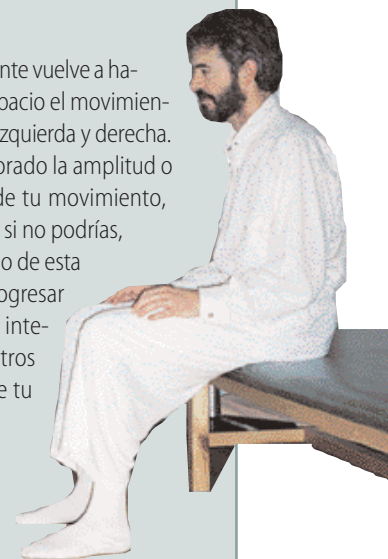 nte vuelve a ha-
pacio el movimien-
zquierda y derecha.
orado la amplitud o
de tu movimiento,
si no podrías,
o de esta
ogresar
inte-
tros
e tu